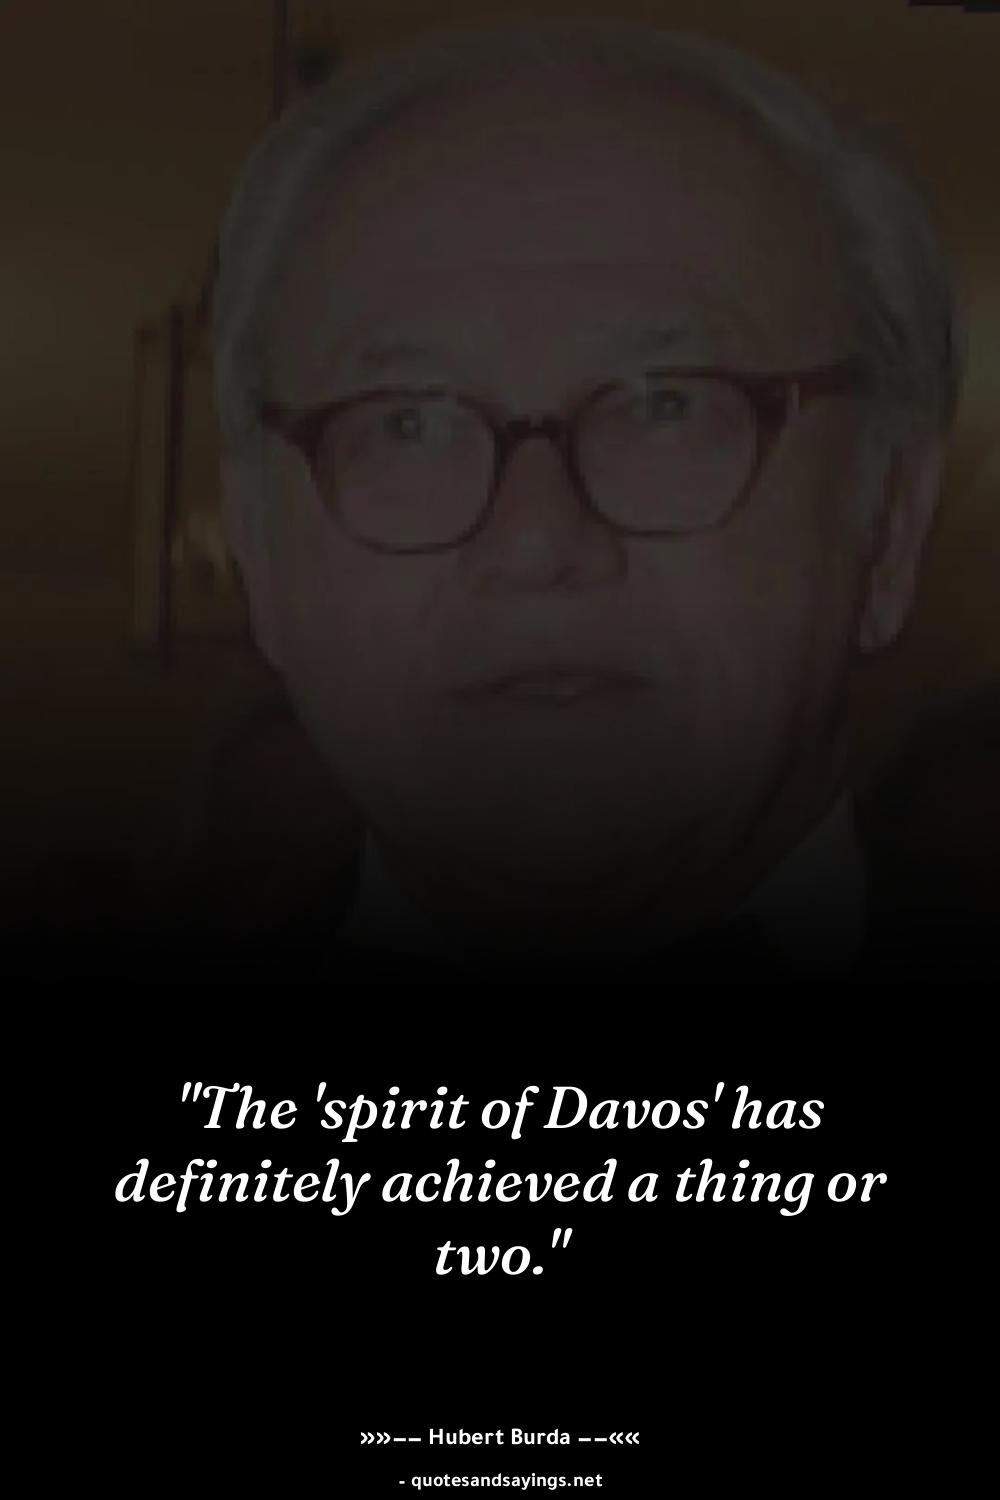 "The 'spirit of Davos' has
definitely achieved a thing or
two."
»»–– Hubert Burda ––««
- quotesandsayings.net